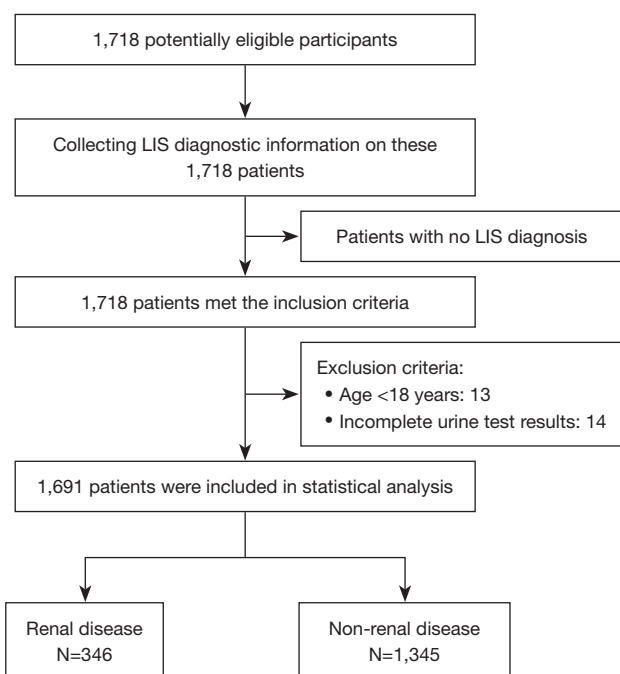 1,718 potentially eligible participants
Collecting LIS diagnostic information on these
1,718 patients
Patients with no LIS diagnosis
1,718 patients met the inclusion criteria
Exclusion criteria:
• Age <18 years: 13
• Incomplete urine test results: 14
1,691 patients were included in statistical analysis
Renal disease
N=346
Non-renal disease
N=1,345